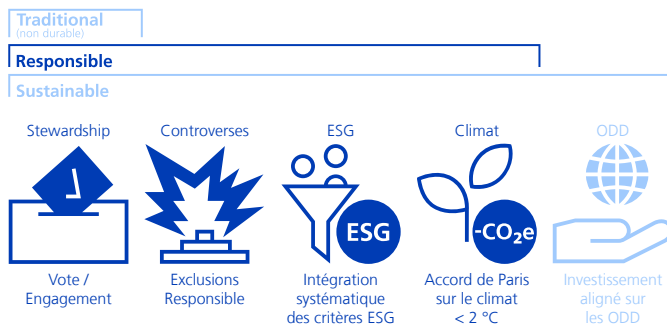 Traditional
(non durable)
Responsible
Sustainable
Stewardship
Controverses
ESG
Climat
ODD
ESG
-CO₂e
Vote /
Engagement
Exclusions
Responsible
Intégration
systématique
des critères ESG
Accord de Paris
sur le climat
< 2 °C
Investissement
aligné sur
les ODD